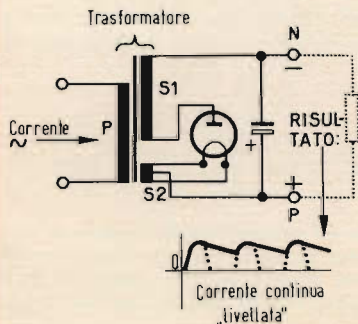 Trasformatore
N
−
S1
P
Corrente
~
+
S2
RISUL-
TATO:
+
P
0
Corrente continua
„livellata"